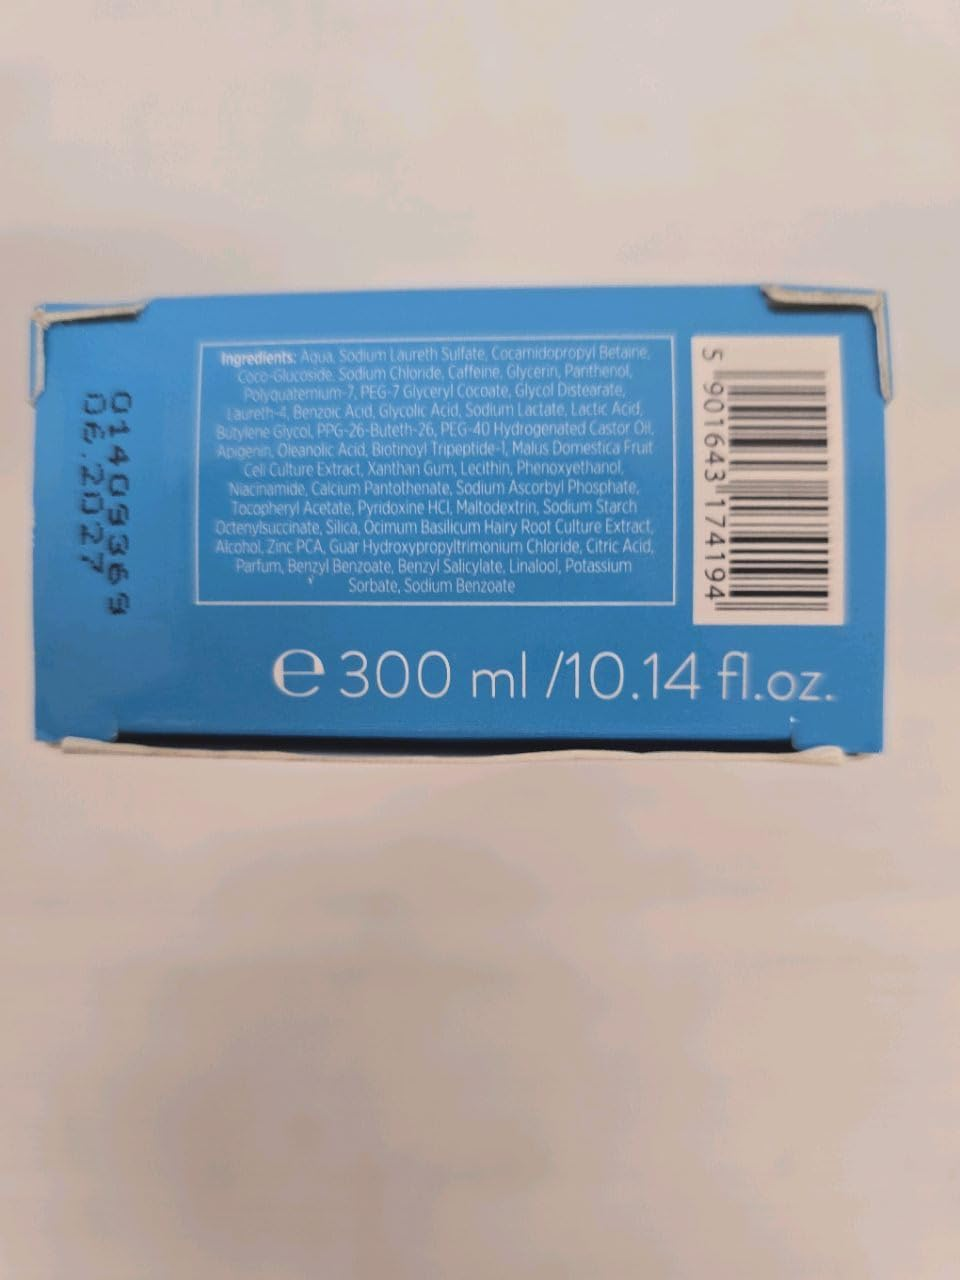 Ingredients: Aqua, Sodium Laureth Sulfate, Cocamidopropyl Betaine,
Coco-Glucoside, Sodium Chloride, Caffeine, Glycerin, Panthenol,
Polyquaternium-7, PEG-7 Glyceryl Cocoate, Glycol Distearate,
Laureth-4, Benzoic Acid, Glycolic Acid, Sodium Lactate, Lactic Acid,
Butylene Glycol, PPG-26-Buteth-26, PEG-40 Hydrogenated Castor Oil,
Apigenin, Oleanolic Acid, Biotinoyl Tripeptide-1, Malus Domestica Fruit
Cell Culture Extract, Xanthan Gum, Lecithin, Phenoxyethanol,
Niacinamide, Calcium Pantothenate, Sodium Ascorbyl Phosphate,
Tocopheryl Acetate, Pyridoxine HCl, Maltodextrin, Sodium Starch
Octenylsuccinate, Silica, Ocimum Basilicum Hairy Root Culture Extract,
Alcohol, Zinc PCA, Guar Hydroxypropyltrimonium Chloride, Citric Acid,
Parfum, Benzyl Benzoate, Benzyl Salicylate, Linalool, Potassium
Sorbate, Sodium Benzoate
5 901643 174194
e 300 ml /10.14 fl.oz.
014GS369
06.2027